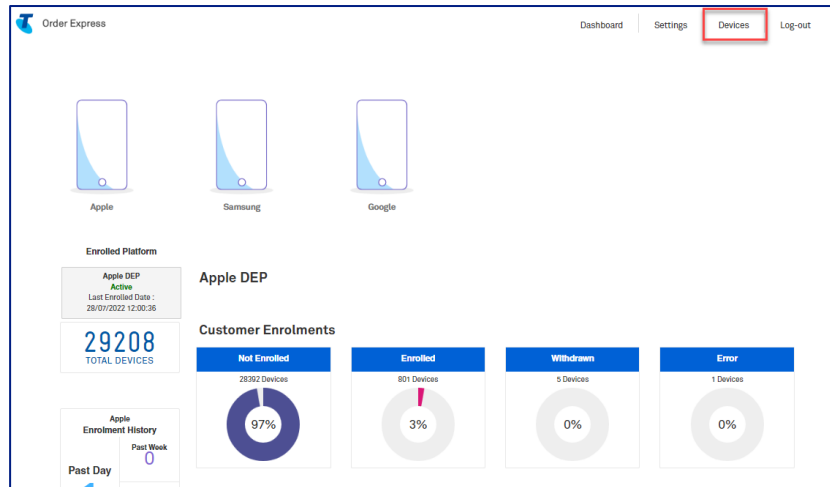 Order Express
Dashboard
Settings
Devices
Log-out
Apple
Samsung
Google
Enrolled Platform
Apple DEP
Active
Last Enrolled Date :
28/07/2022 12:00:36
29208
TOTAL DEVICES
Apple DEP
Customer Enrolments
Not Enrolled
28392 Devices
97%
Enrolled
801 Devices
3%
Withdrawn
5 Devices
0%
Error
1 Devices
0%
Apple
Enrolment History
Past Day
Past Week
0